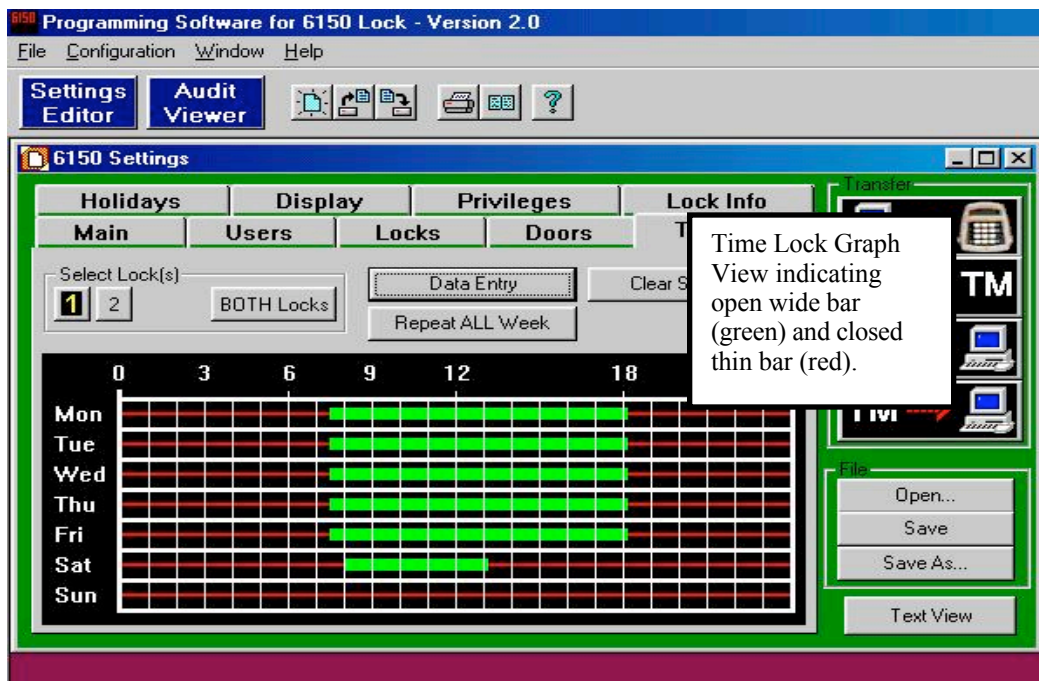 6150 Programming Software for 6150 Lock - Version 2.0
File Configuration Window Help
Settings Editor
Audit Viewer
?
6150 Settings
Holidays Display Privileges Lock Info
Main Users Locks Doors T
Select Lock(s)
1 2 BOTH Locks
Data Entry
Clear S
Repeat ALL Week
Time Lock Graph
View indicating
open wide bar
(green) and closed
thin bar (red).
0 3 6 9 12 18
Mon
Tue
Wed
Thu
Fri
Sat
Sun
Transfer
TM
TM
File
Open...
Save
Save As...
Text View